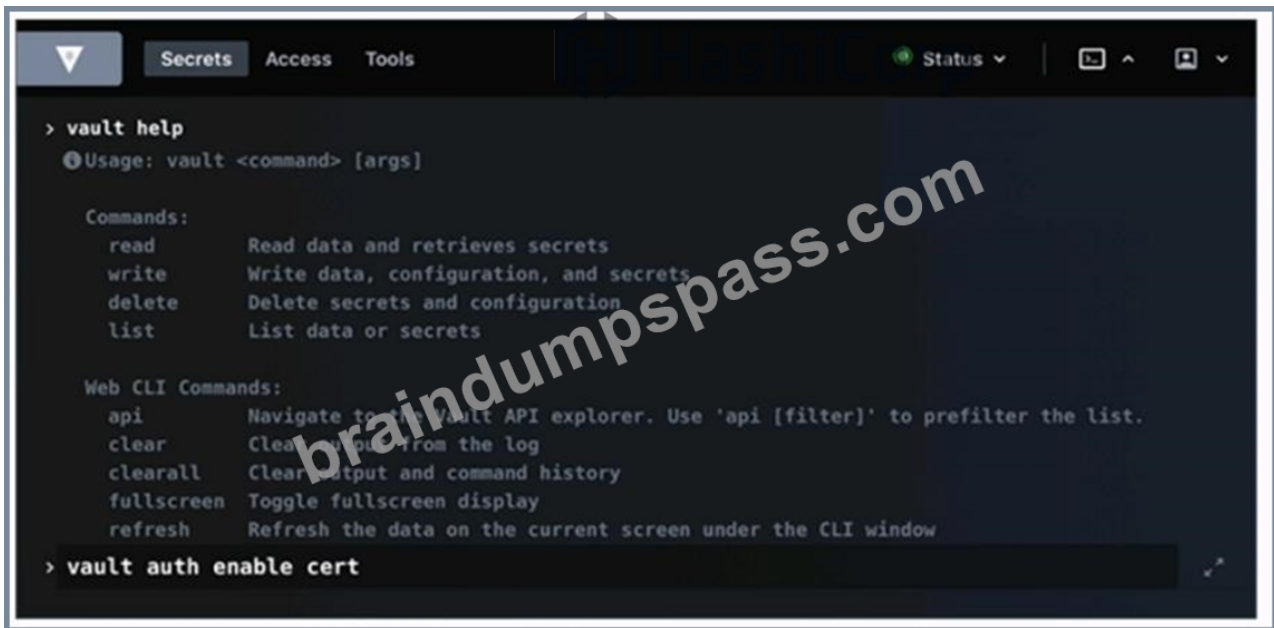 Secrets Access Tools HashiCorp Status
> vault help
Usage: vault <command> [args]
Commands:
read Read data and retrieves secrets
write Write data, configuration, and secrets
delete Delete secrets and configuration
list List data or secrets
Web CLI Commands:
api Navigate to the Vault API explorer. Use 'api [filter]' to prefilter the list.
clear Clear output from the log
clearall Clear output and command history
fullscreen Toggle fullscreen display
refresh Refresh the data on the current screen under the CLI window
> vault auth enable cert
braindumpspass.com